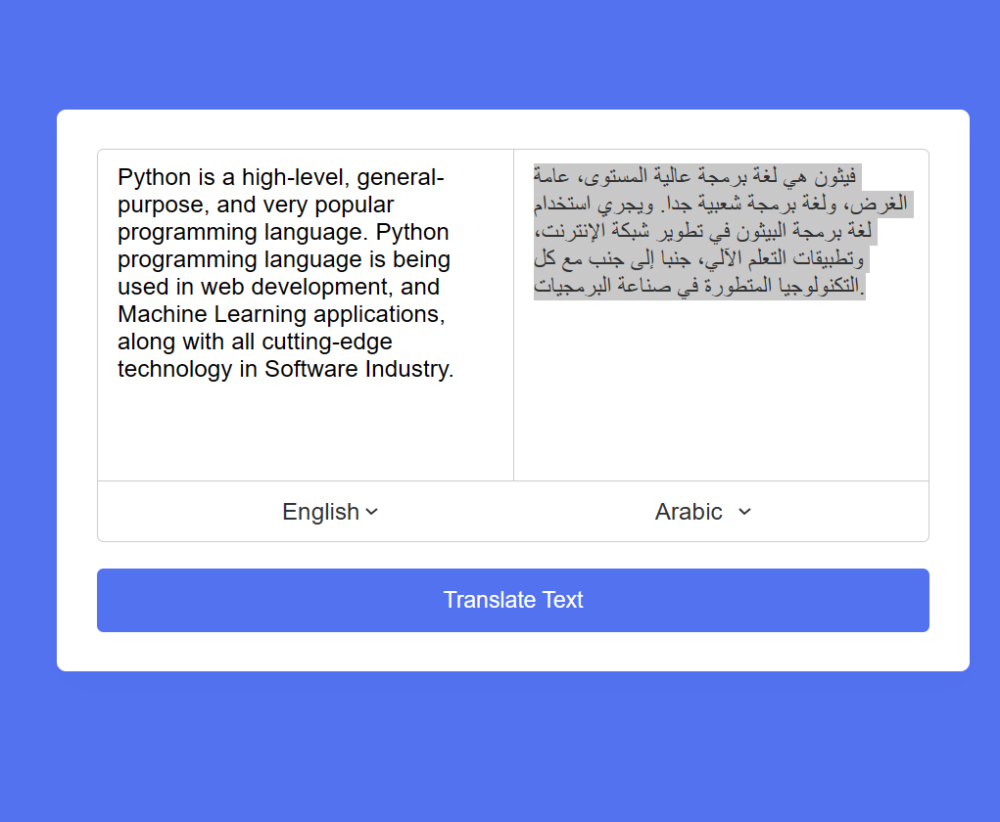 Python is a high-level, general-
purpose, and very popular
programming language. Python
programming language is being
used in web development, and
Machine Learning applications,
along with all cutting-edge
technology in Software Industry.
فيثون هي لغة برمجة عالية المستوى، عامة
الغرض، ولغة برمجة شعبية جدا. ويجري استخدام
لغة برمجة البيثون في تطوير شبكة الإنترنت،
وتطبيقات التعلم الآلي، جنبا إلى جنب مع كل
التكنولوجيا المتطورة في صناعة البرمجيات.
English
Arabic
Translate Text